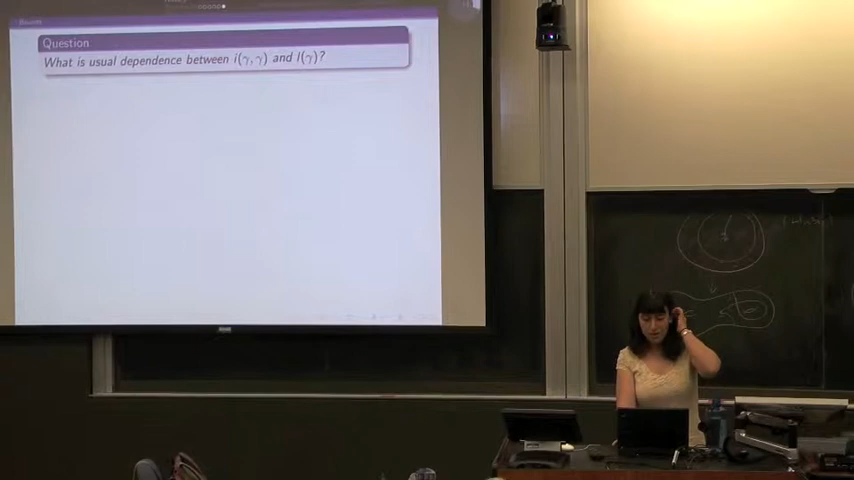 Question
What is usual dependence between i(γ, γ) and l(γ)?